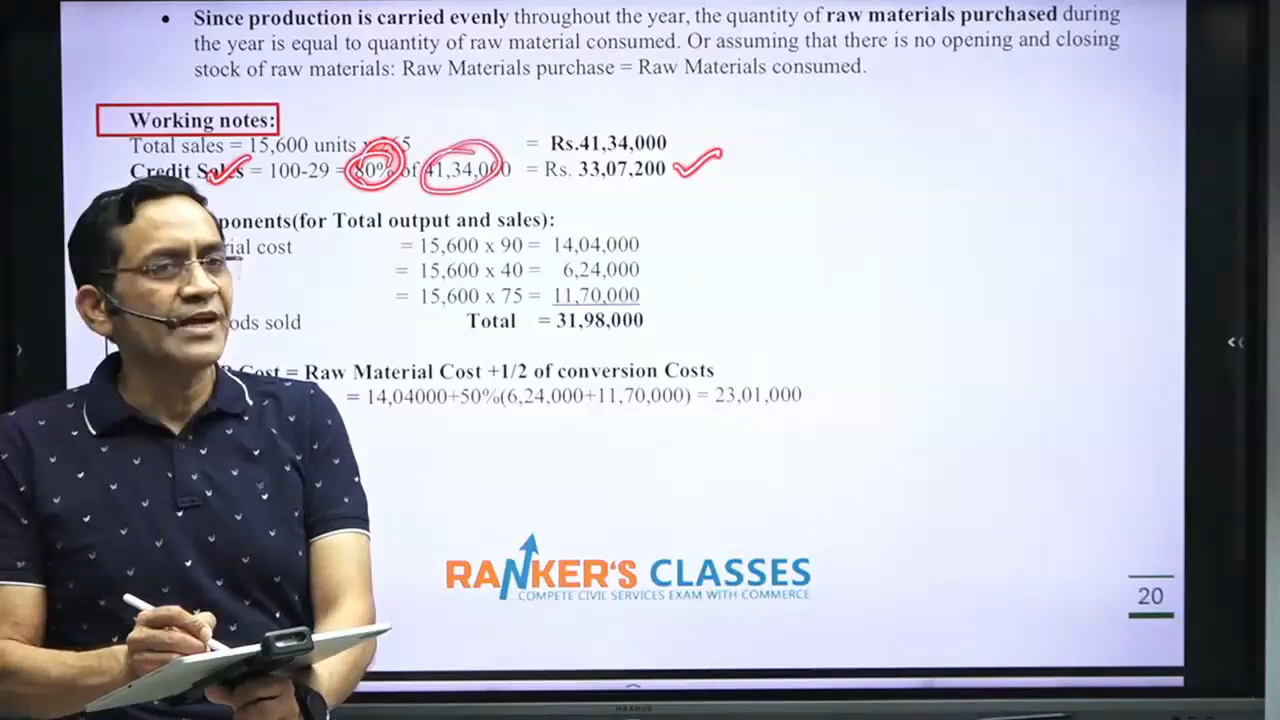 • Since production is carried evenly throughout the year, the quantity of raw materials purchased during
the year is equal to quantity of raw material consumed. Or assuming that there is no opening and closing
stock of raw materials: Raw Materials purchase = Raw Materials consumed.
Working notes:
Total sales = 15,600 units = Rs.41,34,000
Credit Sales = 100-29 = 80% of 41,34,000 = Rs. 33,07,200
ponents(for Total output and sales):
rial cost = 15,600 x 90 = 14,04,000
= 15,600 x 40 = 6,24,000
= 15,600 x 75 = 11,70,000
ods sold Total = 31,98,000
Cost = Raw Material Cost +1/2 of conversion Costs
= 14,04000+50%(6,24,000+11,70,000) = 23,01,000
RANKER'S CLASSES
COMPETE CIVIL SERVICES EXAM WITH COMMERCE
20